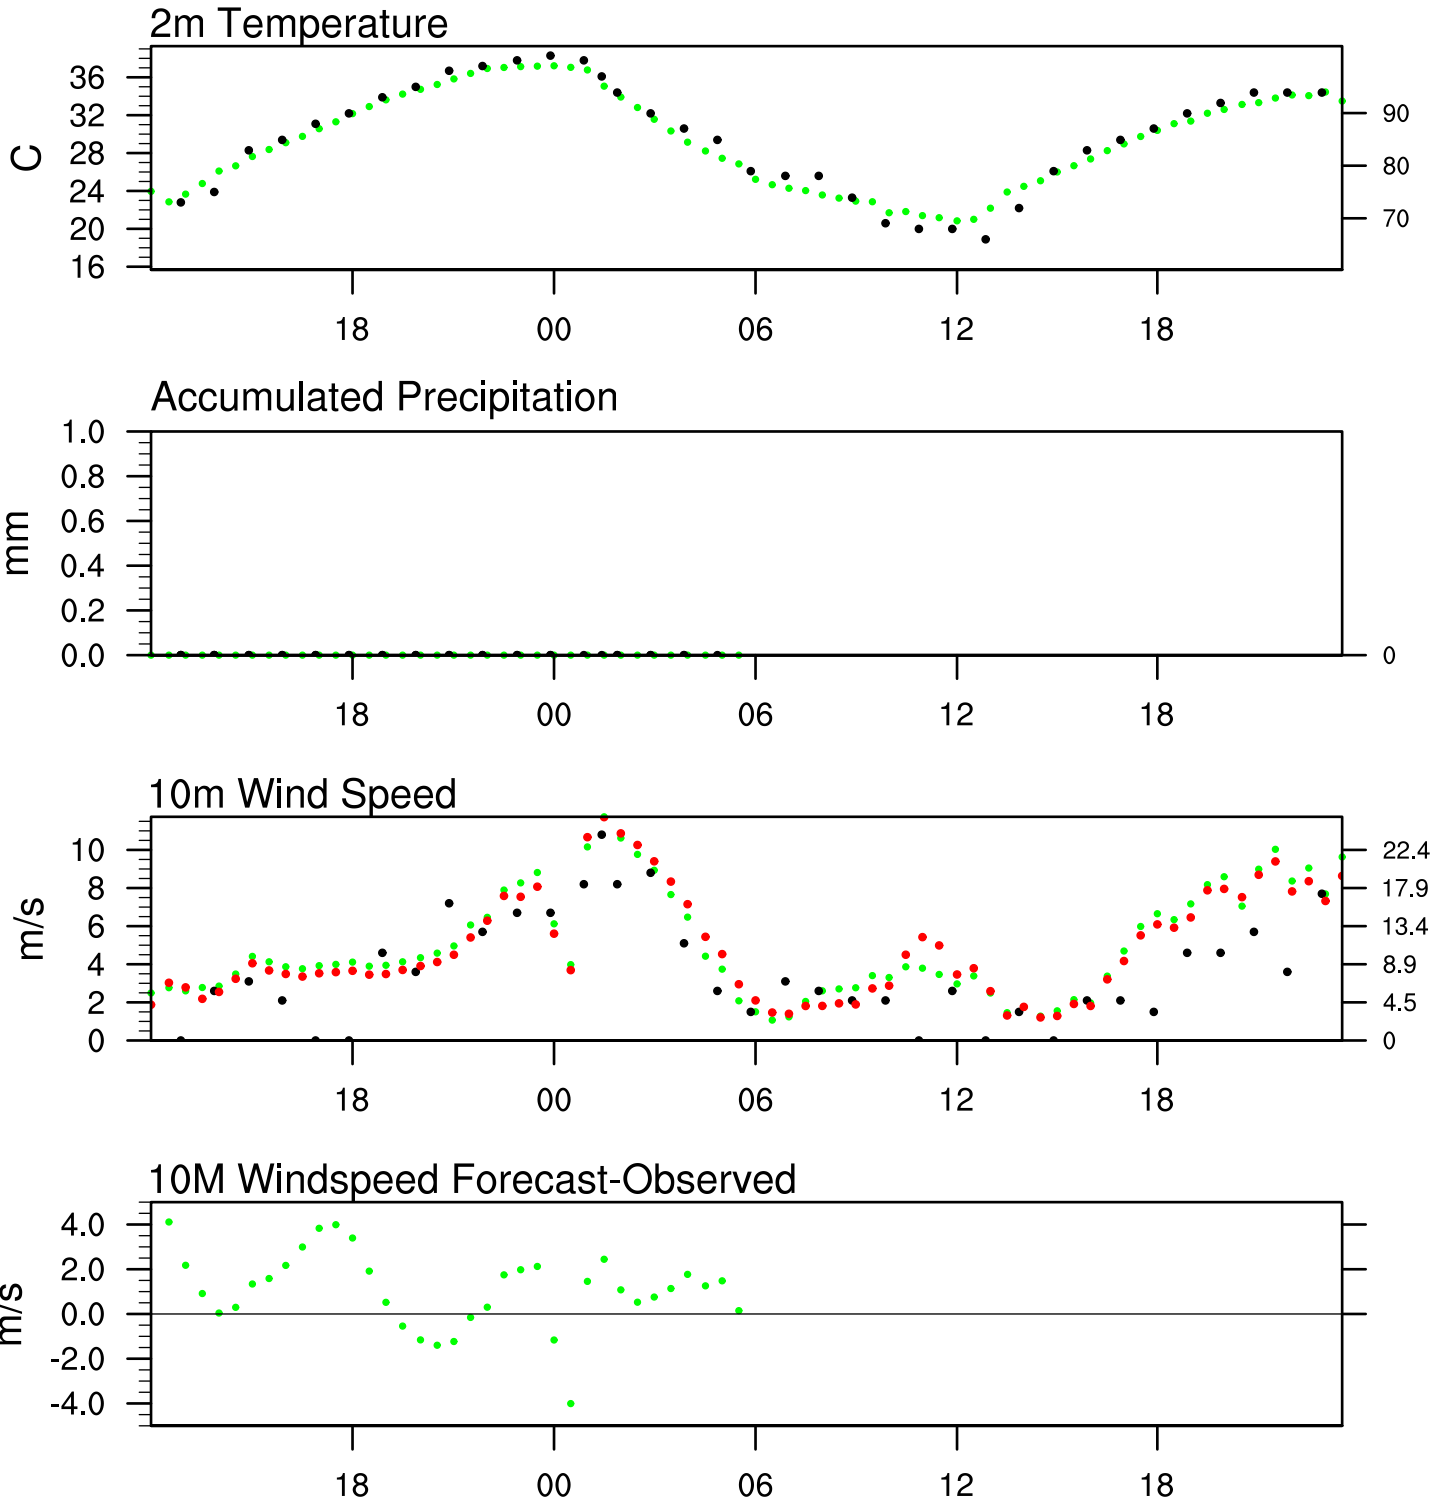 2m Temperature
C
36
32
28
24
20
16
90
80
70
18 00 06 12 18
Accumulated Precipitation
mm
1.0
0.8
0.6
0.4
0.2
0.0
0
18 00 06 12 18
10m Wind Speed
m/s
10
8
6
4
2
0
22.4
17.9
13.4
8.9
4.5
0
18 00 06 12 18
10M Windspeed Forecast-Observed
m/s
4.0
2.0
0.0
-2.0
-4.0
18 00 06 12 18